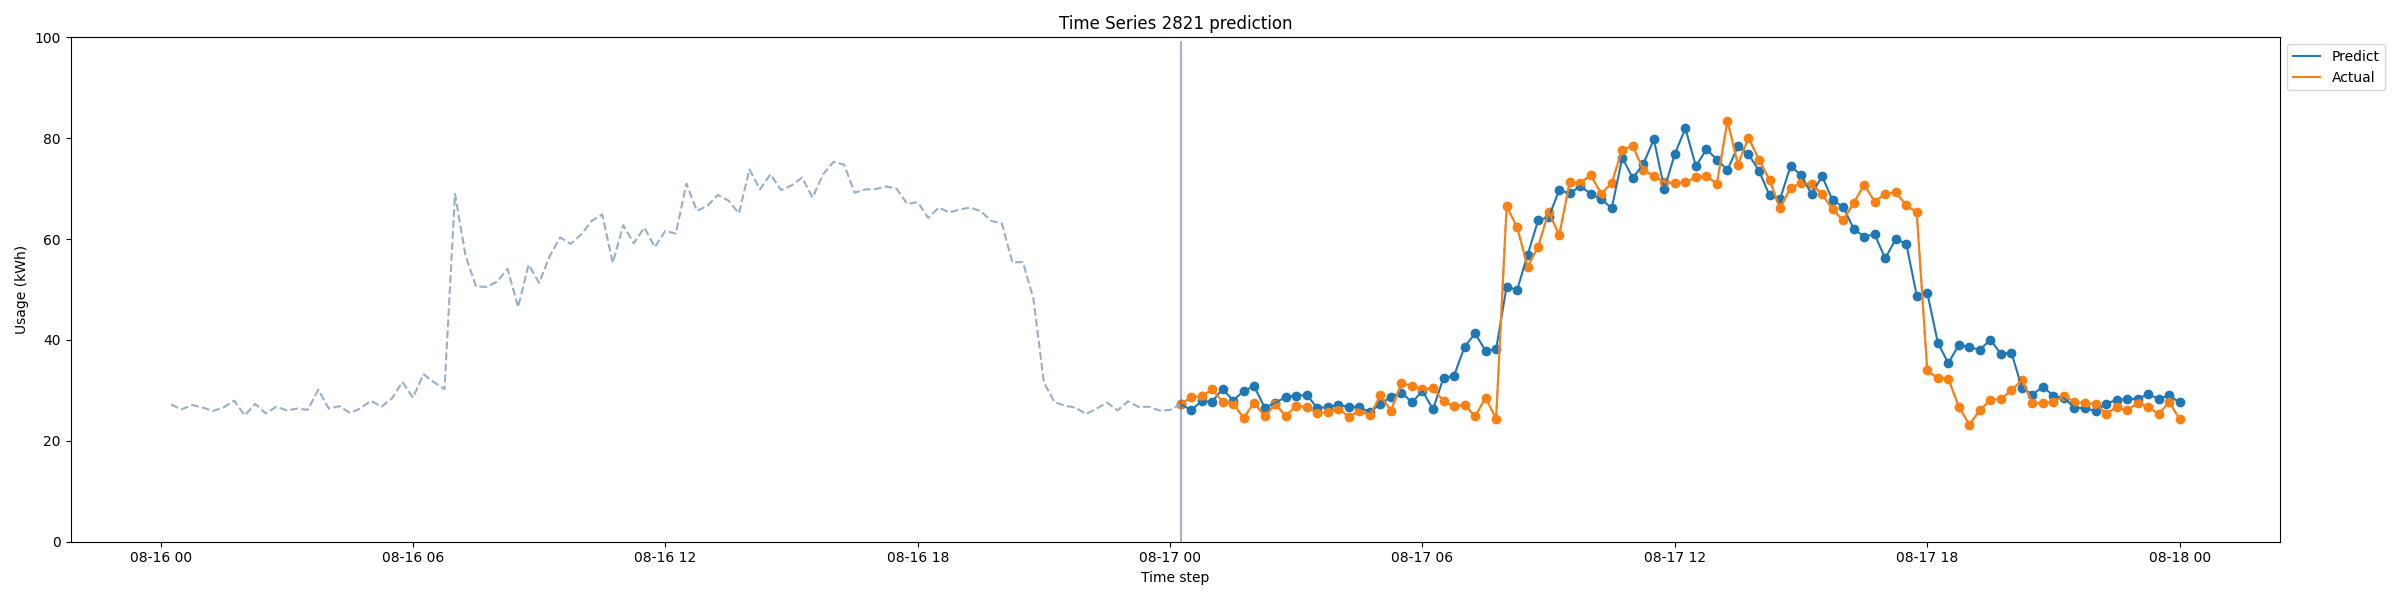 Time Series 2821 prediction
Predict
Actual
100
80
60
40
20
0
Usage (kWh)
08-16 00 08-16 06 08-16 12 08-16 18 08-17 00 08-17 06 08-17 12 08-17 18 08-18 00
Time step